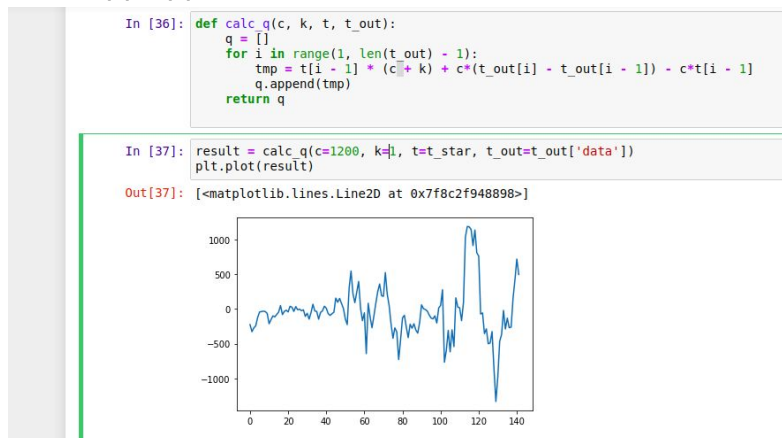 In [36]: def calc_q(c, k, t, t_out):
    q = []
    for i in range(1, len(t_out) - 1):
        tmp = t[i - 1] * (c + k) + c*(t_out[i] - t_out[i - 1]) - c*t[i - 1]
        q.append(tmp)
    return q
In [37]: result = calc_q(c=1200, k=1, t=t_star, t_out=t_out['data'])
plt.plot(result)
Out[37]: [<matplotlib.lines.Line2D at 0x7f8c2f948898>]
1000
500
0
−500
−1000
0 20 40 60 80 100 120 140